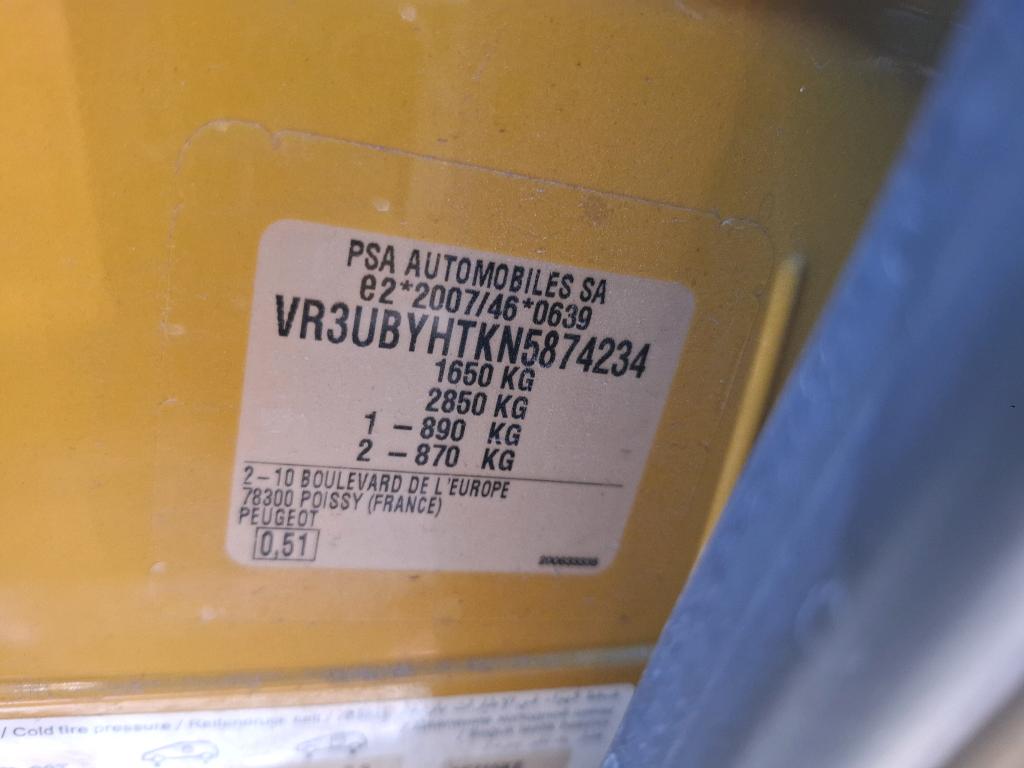 PSA AUTOMOBILES SA
e2*2007/46*0639
VR3UBYHTKN5874234
1650 KG
2850 KG
1 – 890 KG
2 – 870 KG
2–10 BOULEVARD DE L'EUROPE
78300 POISSY (FRANCE)
PEUGEOT
0,51
/ Cold tire pressure /